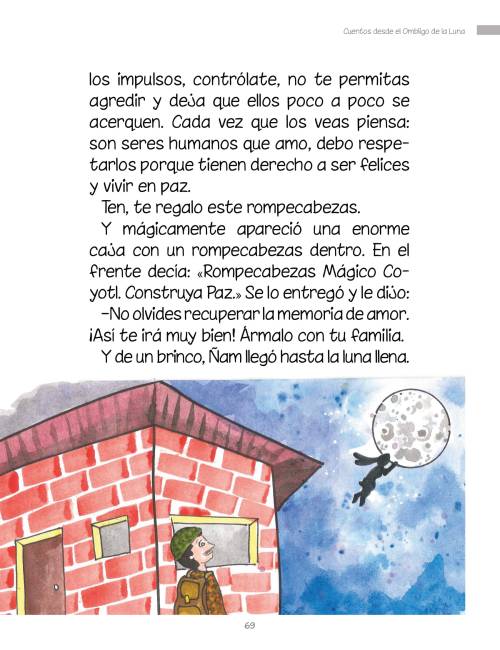 Cuentos desde el Ombligo de la Luna
los impulsos, contrólate, no te permitas
agredir y deja que ellos poco a poco se
acerquen. Cada vez que los veas piensa:
son seres humanos que amo, debo respe-
tarlos porque tienen derecho a ser felices
y vivir en paz.
Ten, te regalo este rompecabezas.
Y mágicamente apareció una enorme
caja con un rompecabezas dentro. En el
frente decía: «Rompecabezas Mágico Co-
yotl. Construya Paz.» Se lo entregó y le dijo:
–No olvides recuperar la memoria de amor.
¡Así te irá muy bien! Ármalo con tu familia.
Y de un brinco, Ñam llegó hasta la luna llena.
69